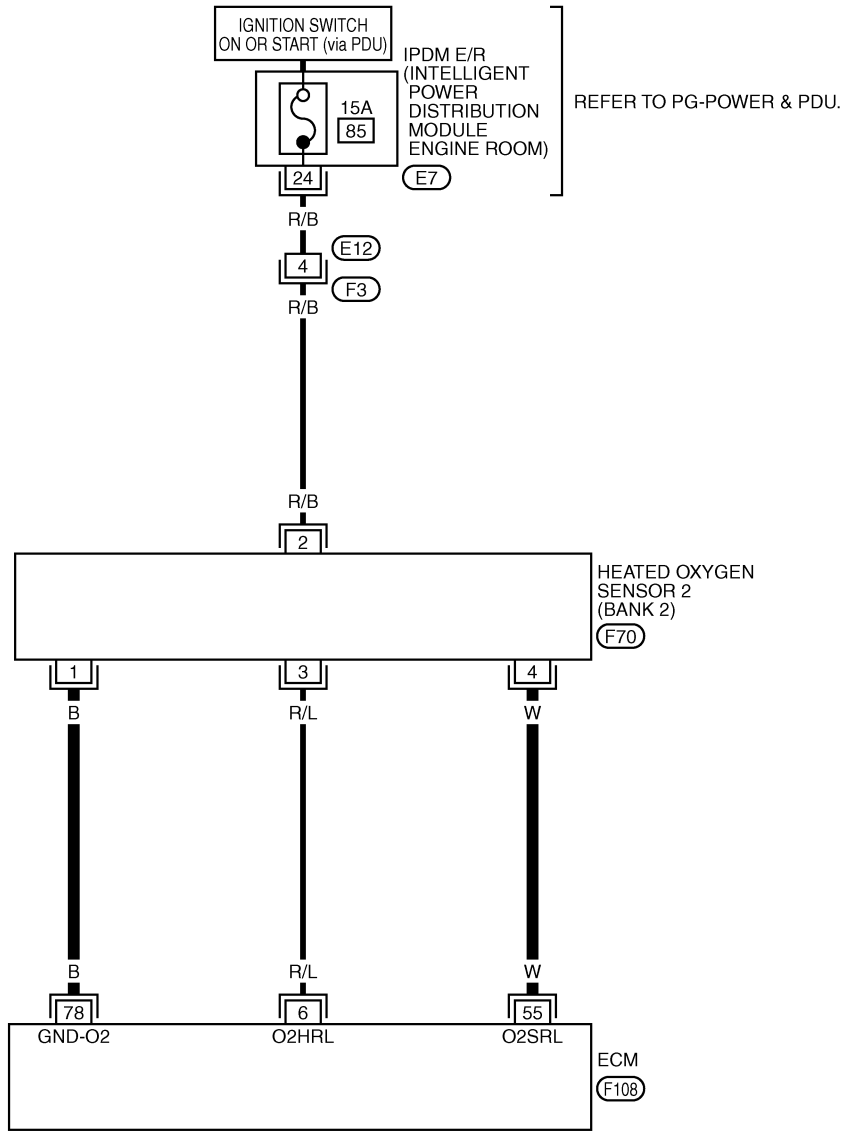 IGNITION SWITCH
ON OR START (via PDU)
IPDM E/R
(INTELLIGENT
POWER
DISTRIBUTION
MODULE
ENGINE ROOM)
REFER TO PG-POWER & PDU.
15A
85
24
E7
R/B
E12
4
F3
R/B
R/B
2
HEATED OXYGEN
SENSOR 2
(BANK 2)
F70
1
3
4
B
R/L
W
B
R/L
W
78
6
55
GND-O2
O2HRL
O2SRL
ECM
F108